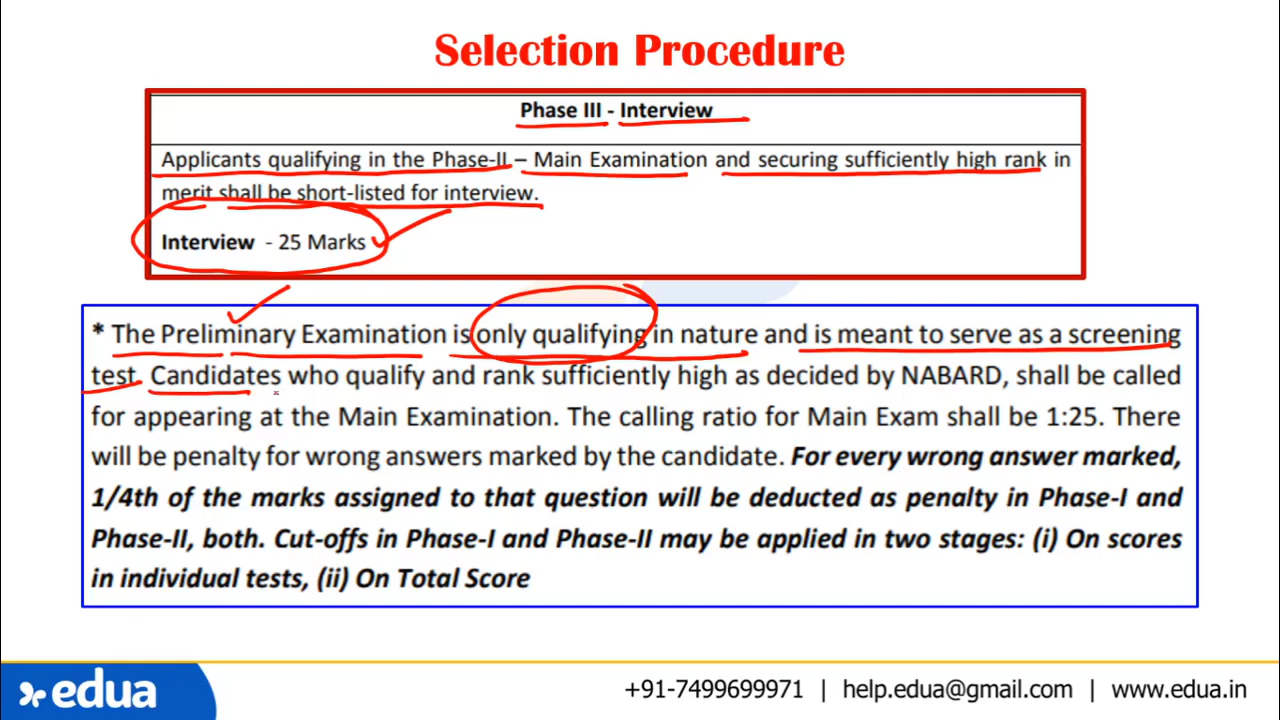 Selection Procedure
Phase III - Interview
Applicants qualifying in the Phase-II – Main Examination and securing sufficiently high rank in
merit shall be short-listed for interview.
Interview - 25 Marks
* The Preliminary Examination is only qualifying in nature and is meant to serve as a screening
test. Candidates who qualify and rank sufficiently high as decided by NABARD, shall be called
for appearing at the Main Examination. The calling ratio for Main Exam shall be 1:25. There
will be penalty for wrong answers marked by the candidate. For every wrong answer marked,
1/4th of the marks assigned to that question will be deducted as penalty in Phase-I and
Phase-II, both. Cut-offs in Phase-I and Phase-II may be applied in two stages: (i) On scores
in individual tests, (ii) On Total Score
edua
+91-7499699971 | help.edua@gmail.com | www.edua.in